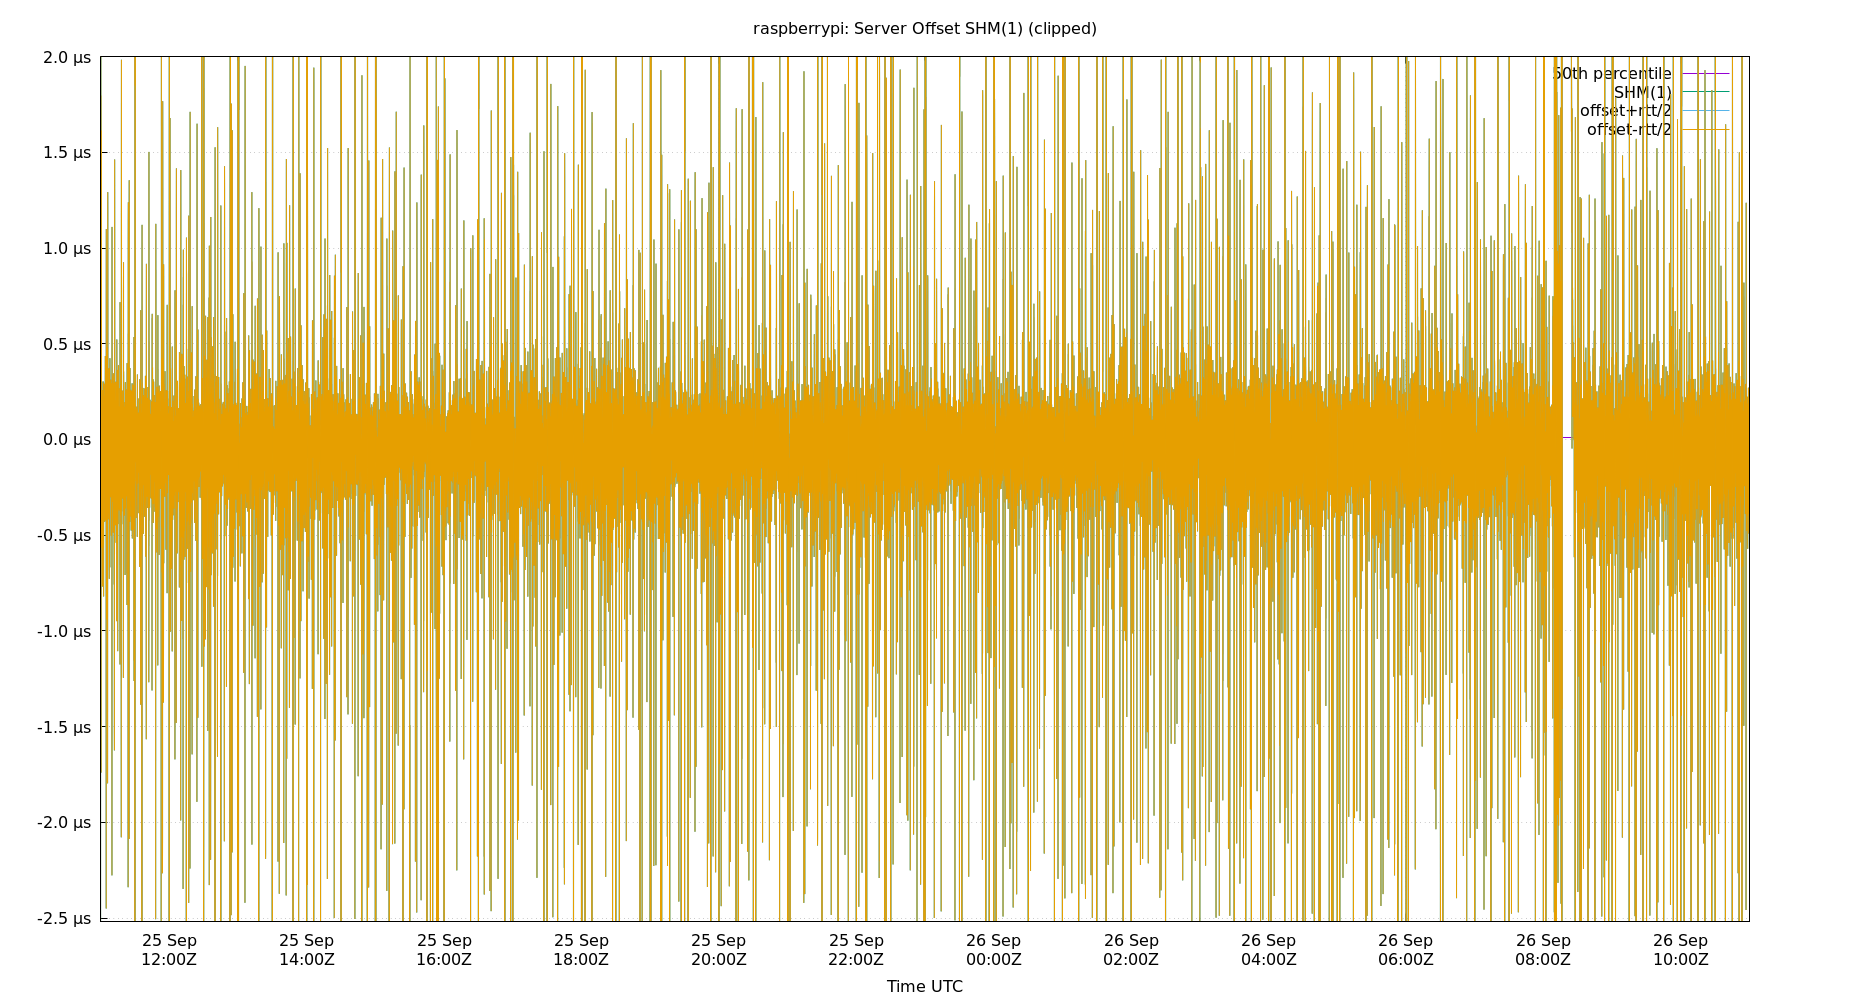 raspberrypi: Server Offset SHM(1) (clipped)
2.0 µs
1.5 µs
1.0 µs
0.5 µs
0.0 µs
-0.5 µs
-1.0 µs
-1.5 µs
-2.0 µs
-2.5 µs
50th percentile
SHM(1)
offset+rtt/2
offset-rtt/2
25 Sep 25 Sep 25 Sep 25 Sep 25 Sep 25 Sep 26 Sep 26 Sep 26 Sep 26 Sep 26 Sep 26 Sep
12:00Z 14:00Z 16:00Z 18:00Z 20:00Z 22:00Z 00:00Z 02:00Z 04:00Z 06:00Z 08:00Z 10:00Z
Time UTC